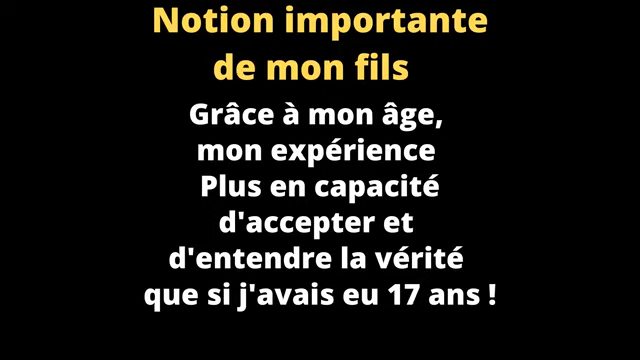 Notion importante
de mon fils
Grâce à mon âge,
mon expérience
Plus en capacité
d'accepter et
d'entendre la vérité
que si j'avais eu 17 ans !